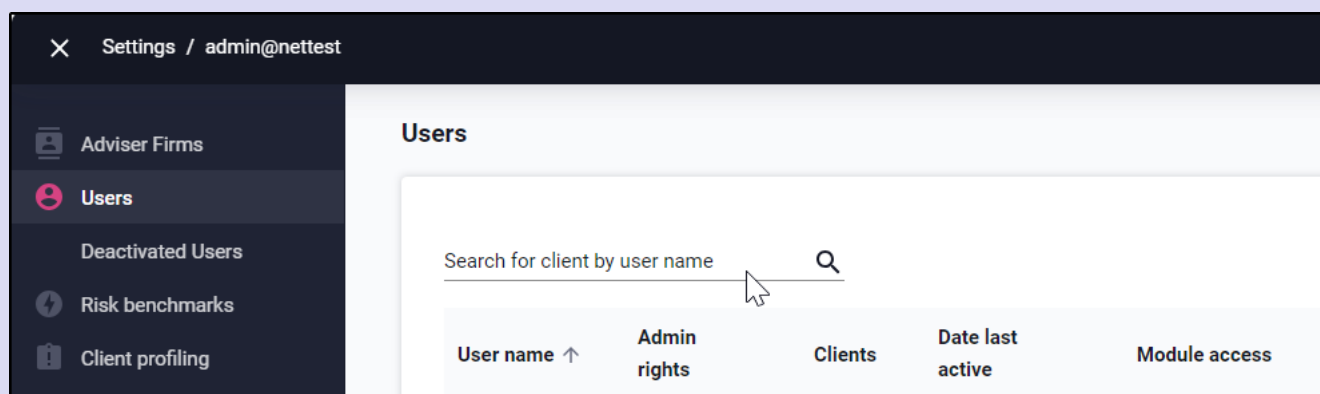 Settings / admin@nettest
Adviser Firms
Users
Deactivated Users
Risk benchmarks
Client profiling
Users
Search for client by user name
User name
Admin rights
Clients
Date last active
Module access